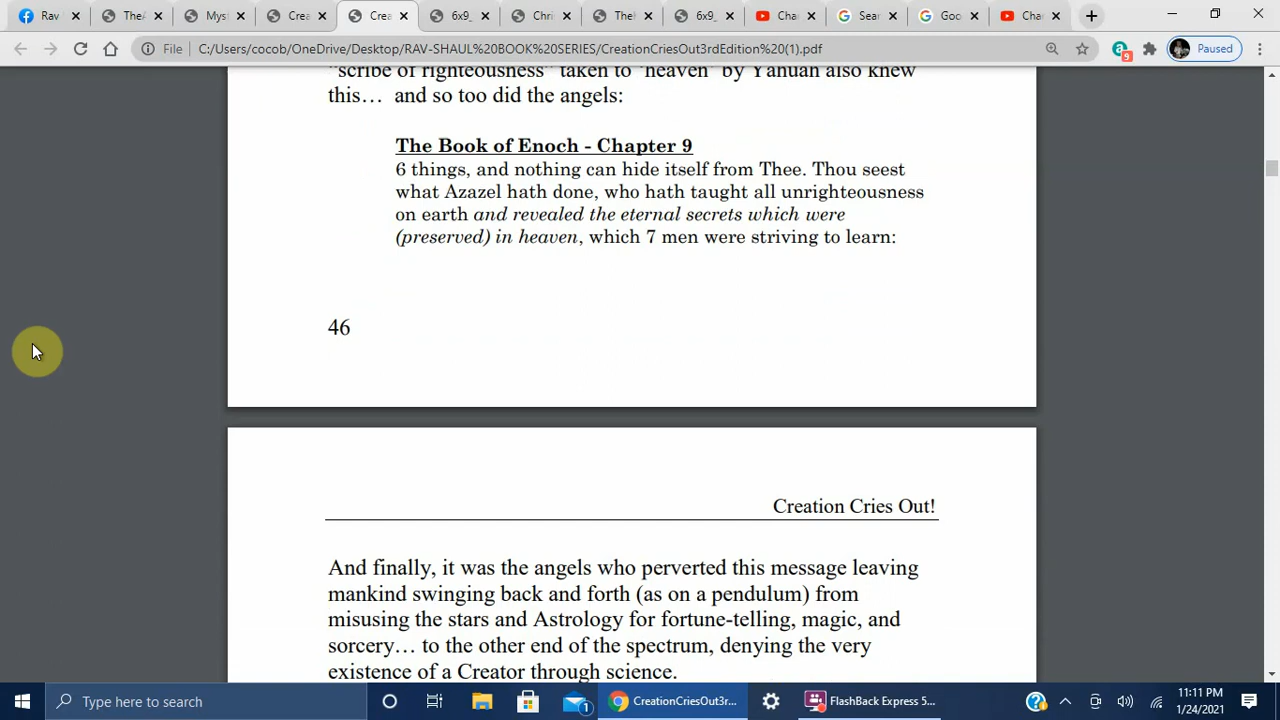 Rav
TheA
Myst
Crea
Crea
6x9_
Chri
TheM
6x9_
Cha
Sear
Goo
Cha
File
C:/Users/cocob/OneDrive/Desktop/RAV-SHAUL%20BOOK%20SERIES/CreationCriesOut3rdEdition%20(1).pdf
9
Paused
"scribe of righteousness" taken to 'heaven' by Yahuah also knew
this… and so too did the angels:
The Book of Enoch - Chapter 9
6 things, and nothing can hide itself from Thee. Thou seest
what Azazel hath done, who hath taught all unrighteousness
on earth and revealed the eternal secrets which were
(preserved) in heaven, which 7 men were striving to learn:
46
Creation Cries Out!
And finally, it was the angels who perverted this message leaving
mankind swinging back and forth (as on a pendulum) from
misusing the stars and Astrology for fortune-telling, magic, and
sorcery… to the other end of the spectrum, denying the very
existence of a Creator through science.
Type here to search
1
CreationCriesOut3r...
FlashBack Express 5...
11:11 PM
1/24/2021